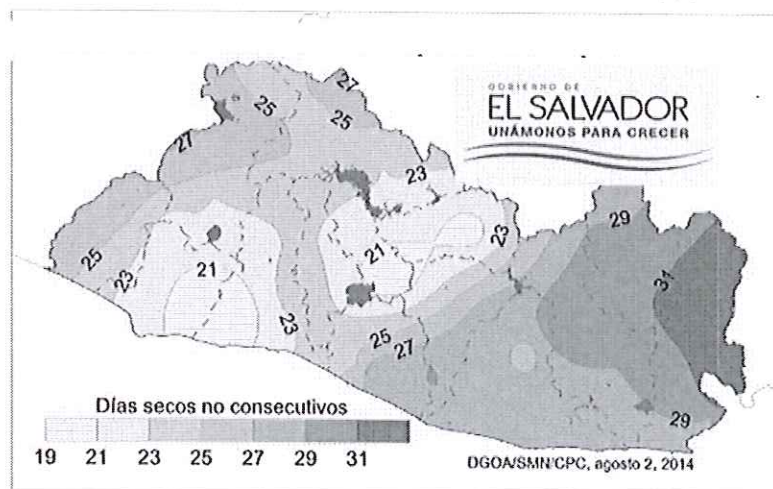 GOBIERNO DE
EL SALVADOR
UNÁMONOS PARA CRECER
27
25
25
27
23
29
25
23
21
21
23
31
23
25
27
29
Días secos no consecutivos
19 21 23 25 27 29 31
DGOA/SMN/CPC, agosto 2, 2014